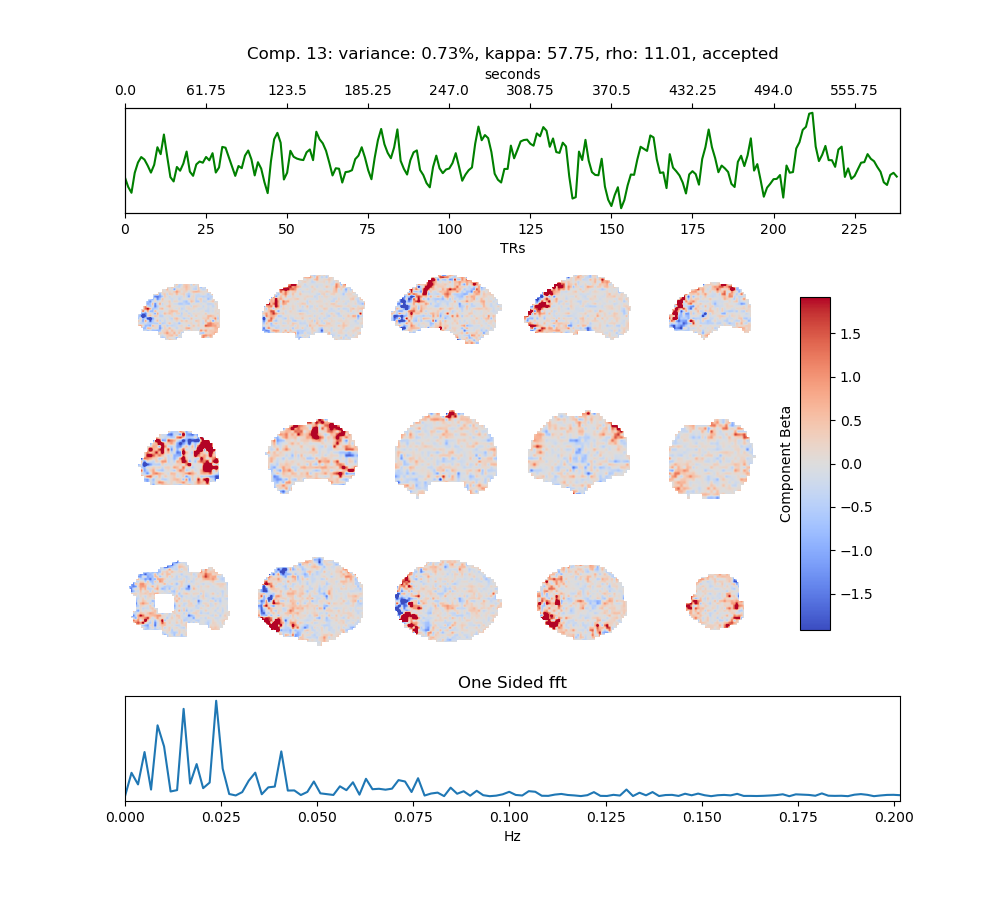 Comp. 13: variance: 0.73%, kappa: 57.75, rho: 11.01, accepted
seconds
0.0 61.75 123.5 185.25 247.0 308.75 370.5 432.25 494.0 555.75
0 25 50 75 100 125 150 175 200 225
TRs
Component Beta
1.5
1.0
0.5
0.0
−0.5
−1.0
−1.5
One Sided fft
0.000 0.025 0.050 0.075 0.100 0.125 0.150 0.175 0.200
Hz